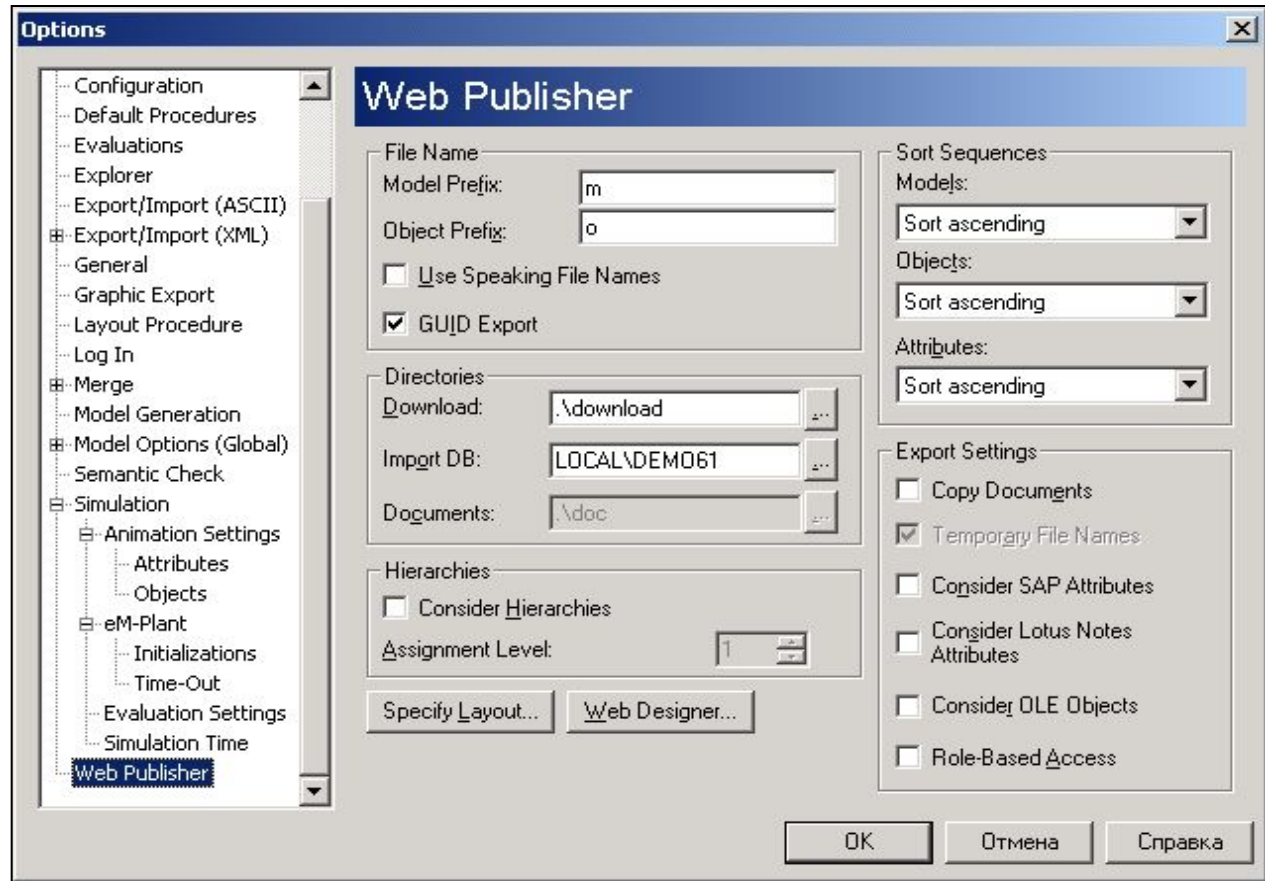 Options
Configuration
Default Procedures
Evaluations
Explorer
Export/Import (ASCII)
Export/Import (XML)
General
Graphic Export
Layout Procedure
Log In
Merge
Model Generation
Model Options (Global)
Semantic Check
Simulation
Animation Settings
Attributes
Objects
eM-Plant
Initializations
Time-Out
Evaluation Settings
Simulation Time
Web Publisher
Web Publisher
File Name
Model Prefix:
m
Object Prefix:
o
Use Speaking File Names
GUID Export
Directories
Download:
.\download
...
Import DB:
LOCAL\DEMO61
...
Documents:
.\doc
...
Hierarchies
Consider Hierarchies
Assignment Level:
1
Specify Layout...
Web Designer...
Sort Sequences
Models:
Sort ascending
Objects:
Sort ascending
Attributes:
Sort ascending
Export Settings
Copy Documents
Temporary File Names
Consider SAP Attributes
Consider Lotus Notes
Attributes
Consider OLE Objects
Role-Based Access
OK
Отмена
Справка